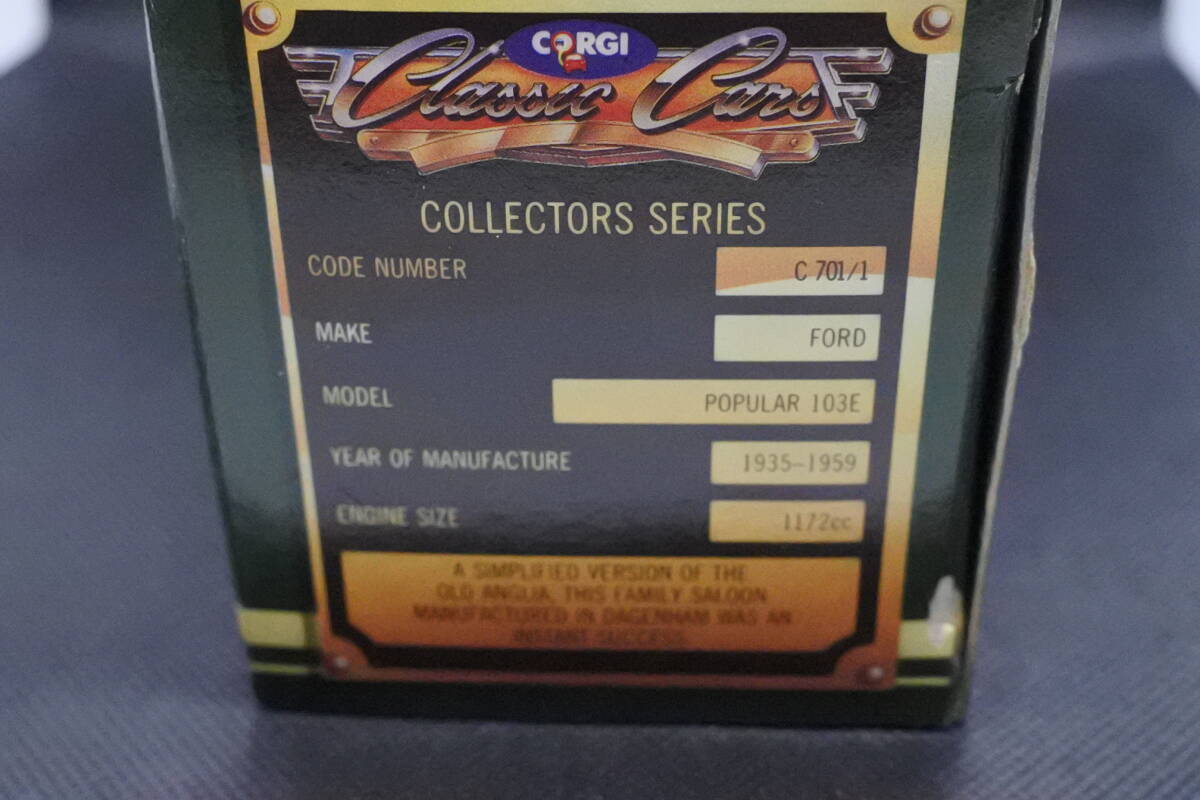 CORGI
Classic Cars
COLLECTORS SERIES
CODE NUMBER C 701/1
MAKE FORD
MODEL POPULAR 103E
YEAR OF MANUFACTURE 1935-1959
ENGINE SIZE 1172cc
A SIMPLIFIED VERSION OF THE
OLD ANGLIA, THIS FAMILY SALOON
MANUFACTURED IN DAGENHAM WAS AN
INSTANT SUCCESS.